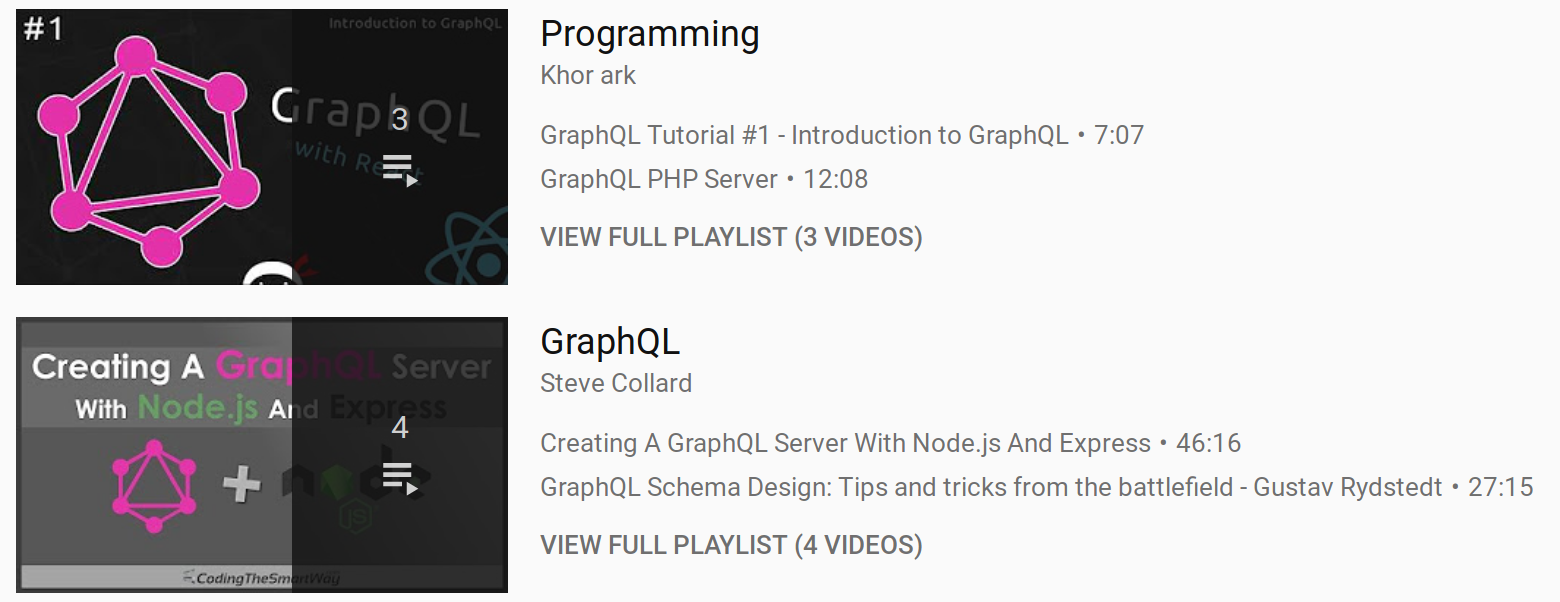 #1
Introduction to GraphQL
GraphQL
with React
3
Programming
Khor ark
GraphQL Tutorial #1 - Introduction to GraphQL • 7:07
GraphQL PHP Server • 12:08
VIEW FULL PLAYLIST (3 VIDEOS)
Creating A GraphQL Server
With Node.js And Express
4
+
node
JS
CodingTheSmartWay
GraphQL
Steve Collard
Creating A GraphQL Server With Node.js And Express • 46:16
GraphQL Schema Design: Tips and tricks from the battlefield - Gustav Rydstedt • 27:15
VIEW FULL PLAYLIST (4 VIDEOS)